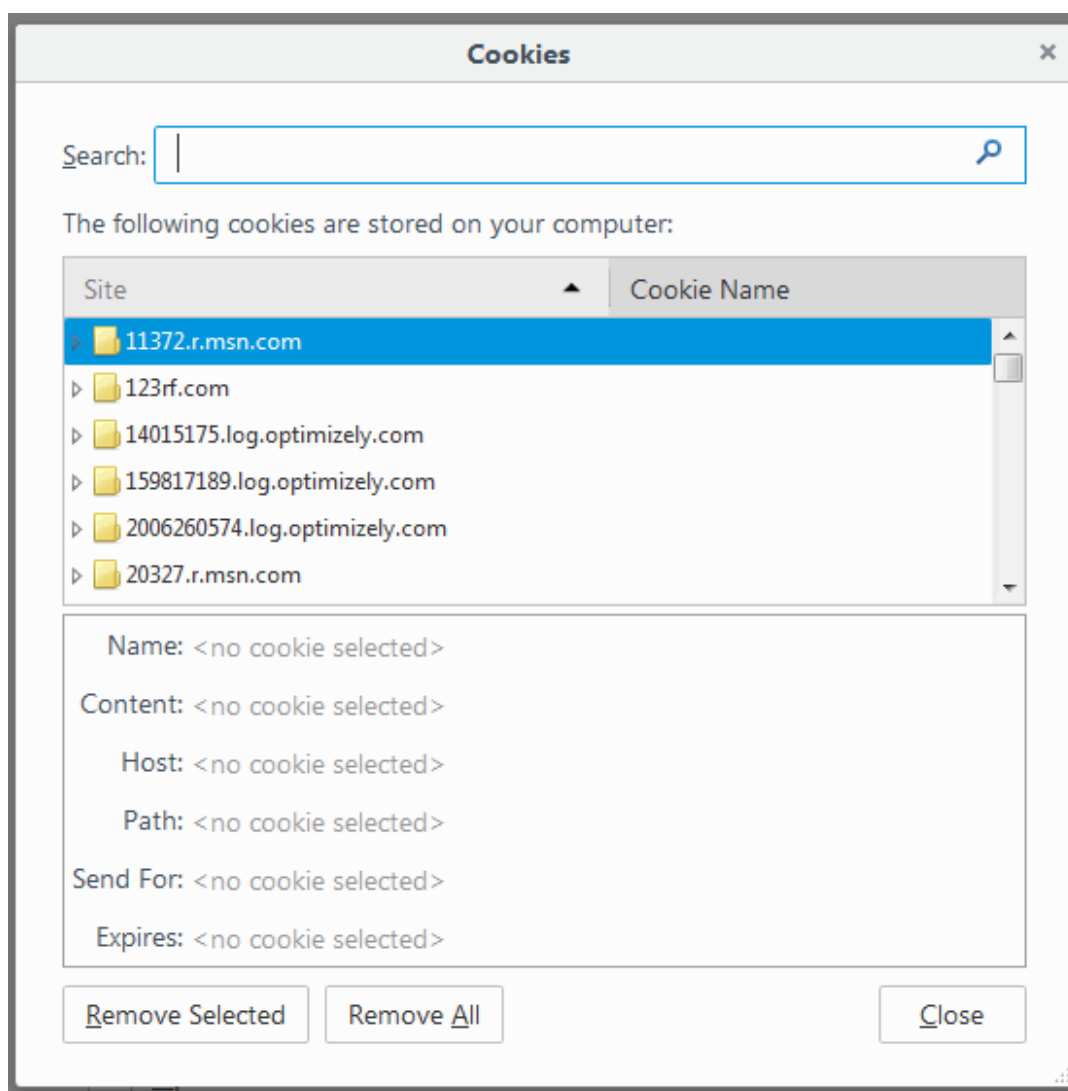 Cookies
Search:
The following cookies are stored on your computer:
Site Cookie Name
11372.r.msn.com
123rf.com
14015175.log.optimizely.com
159817189.log.optimizely.com
2006260574.log.optimizely.com
20327.r.msn.com
Name: <no cookie selected>
Content: <no cookie selected>
Host: <no cookie selected>
Path: <no cookie selected>
Send For: <no cookie selected>
Expires: <no cookie selected>
Remove Selected Remove All Close